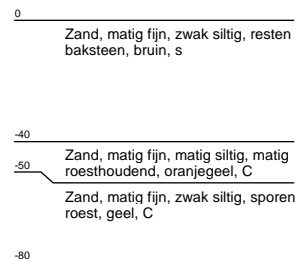 0
Zand, matig fijn, zwak siltig, resten
baksteen, bruin, s
-40
Zand, matig fijn, matig siltig, matig
roesthoudend, oranjegeel, C
-50
Zand, matig fijn, zwak siltig, sporen
roest, geel, C
-80